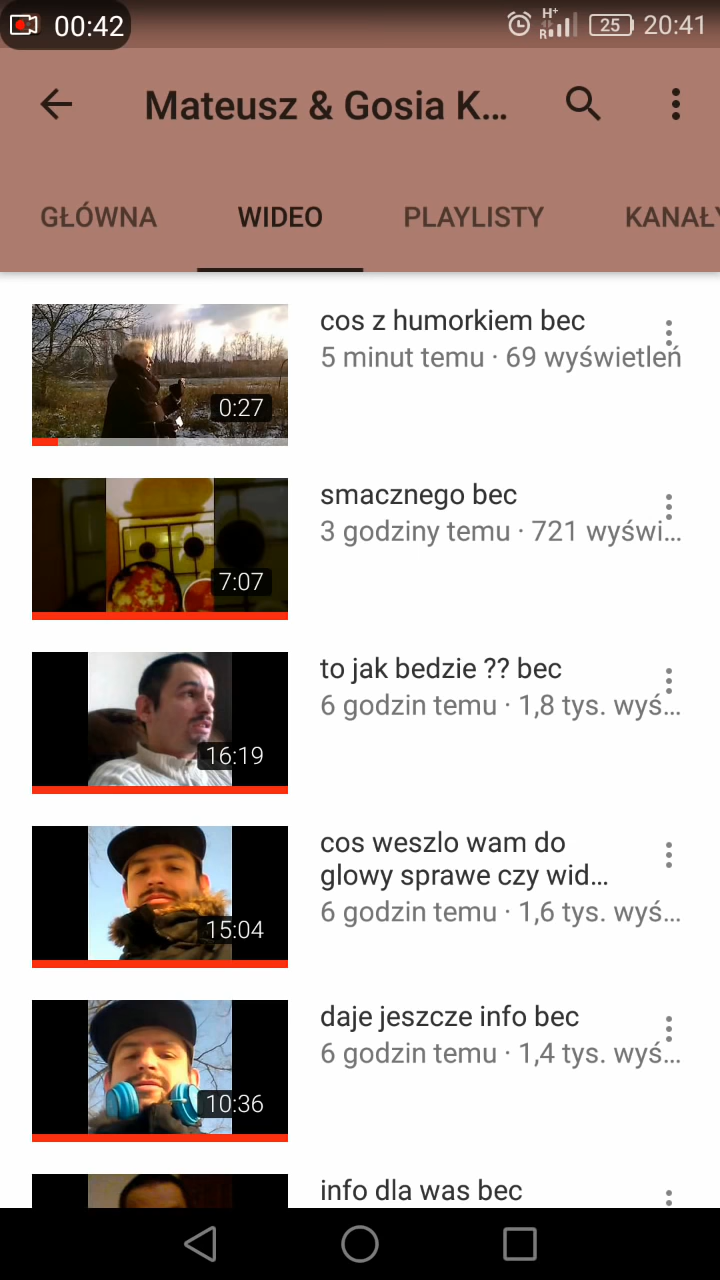 00:42
H+
R
25
20:41
Mateusz & Gosia K...
GŁÓWNA
WIDEO
PLAYLISTY
KANAŁY
0:27
cos z humorkiem bec
5 minut temu · 69 wyświetleń
7:07
smacznego bec
3 godziny temu · 721 wyświ...
16:19
to jak bedzie ?? bec
6 godzin temu · 1,8 tys. wyś...
15:04
cos weszlo wam do
glowy sprawe czy wid...
6 godzin temu · 1,6 tys. wyś...
10:36
daje jeszcze info bec
6 godzin temu · 1,4 tys. wyś...
info dla was bec